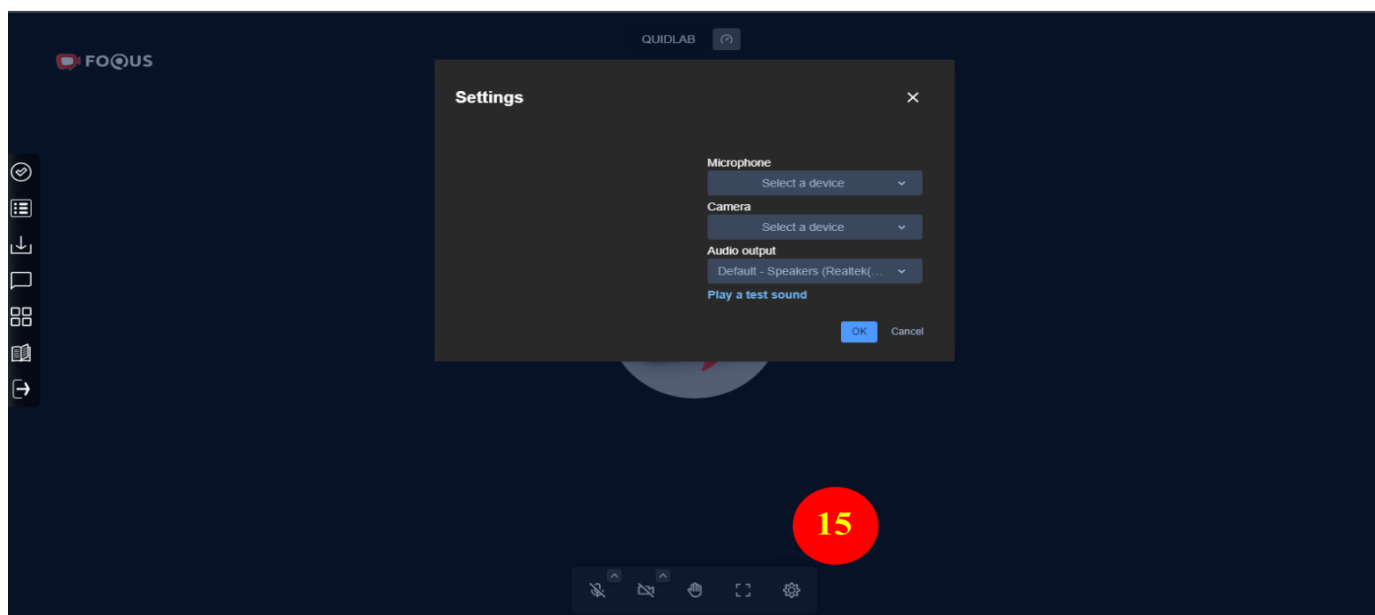 QUIDLAB
FOQUS
Settings
Microphone
Select a device
Camera
Select a device
Audio output
Default - Speakers (Realtek(...
Play a test sound
OK Cancel
15